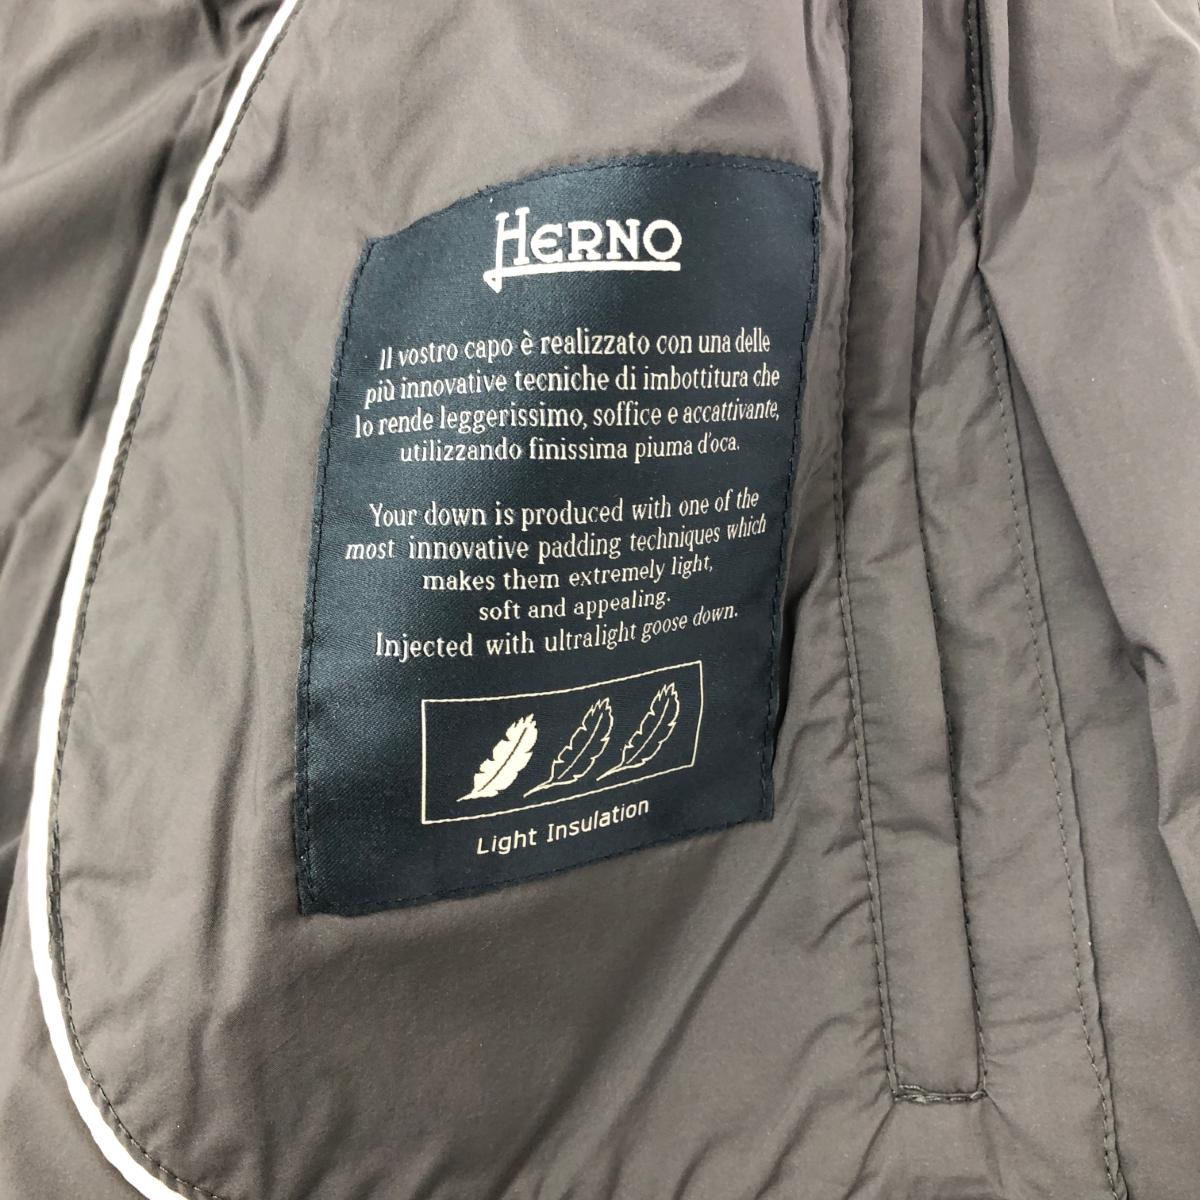 HERNO
Il vostro capo è realizzato con una delle
più innovative tecniche di imbottitura che
lo rende leggerissimo, soffice e accattivante,
utilizzando finissima piuma d'oca.
Your down is produced with one of the
most innovative padding techniques which
makes them extremely light,
soft and appealing.
Injected with ultralight goose down.
Light Insulation